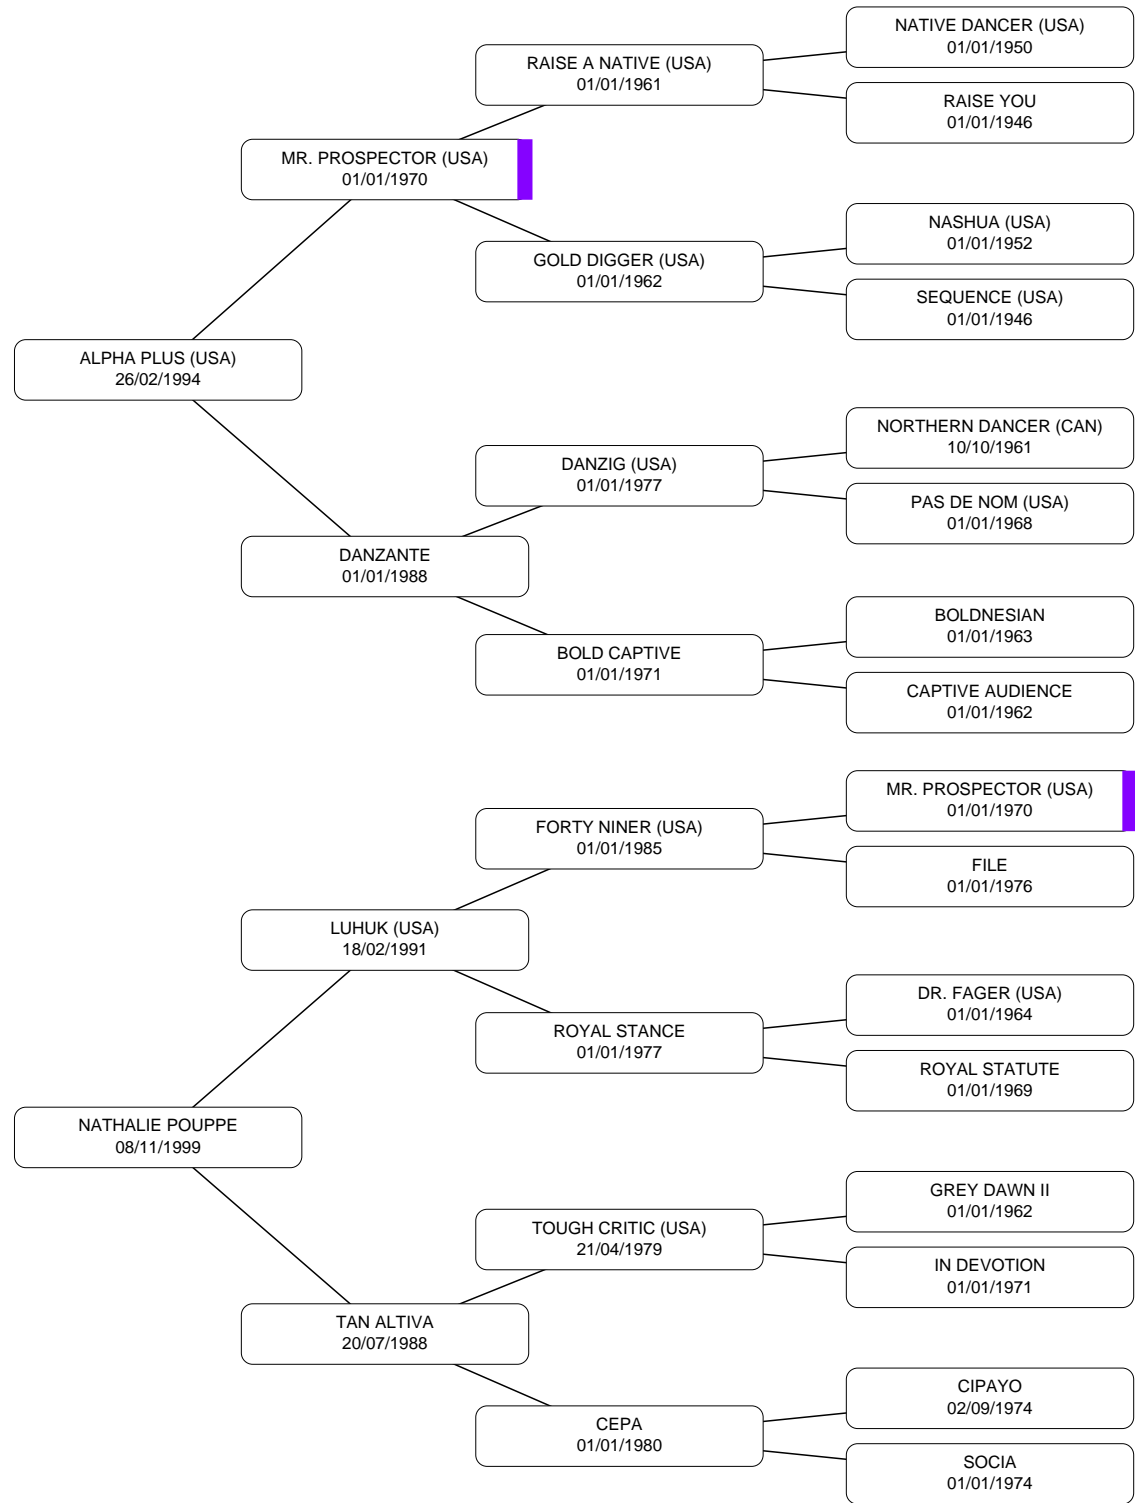 NATIVE DANCER (USA)
01/01/1950
RAISE A NATIVE (USA)
01/01/1961
RAISE YOU
01/01/1946
MR. PROSPECTOR (USA)
01/01/1970
NASHUA (USA)
01/01/1952
GOLD DIGGER (USA)
01/01/1962
SEQUENCE (USA)
01/01/1946
ALPHA PLUS (USA)
26/02/1994
NORTHERN DANCER (CAN)
10/10/1961
DANZIG (USA)
01/01/1977
PAS DE NOM (USA)
01/01/1968
DANZANTE
01/01/1988
BOLDNESIAN
01/01/1963
BOLD CAPTIVE
01/01/1971
CAPTIVE AUDIENCE
01/01/1962
MR. PROSPECTOR (USA)
01/01/1970
FORTY NINER (USA)
01/01/1985
FILE
01/01/1976
LUHUK (USA)
18/02/1991
DR. FAGER (USA)
01/01/1964
ROYAL STANCE
01/01/1977
ROYAL STATUTE
01/01/1969
NATHALIE POUPPE
08/11/1999
GREY DAWN II
01/01/1962
TOUGH CRITIC (USA)
21/04/1979
IN DEVOTION
01/01/1971
TAN ALTIVA
20/07/1988
CIPAYO
02/09/1974
CEPA
01/01/1980
SOCIA
01/01/1974